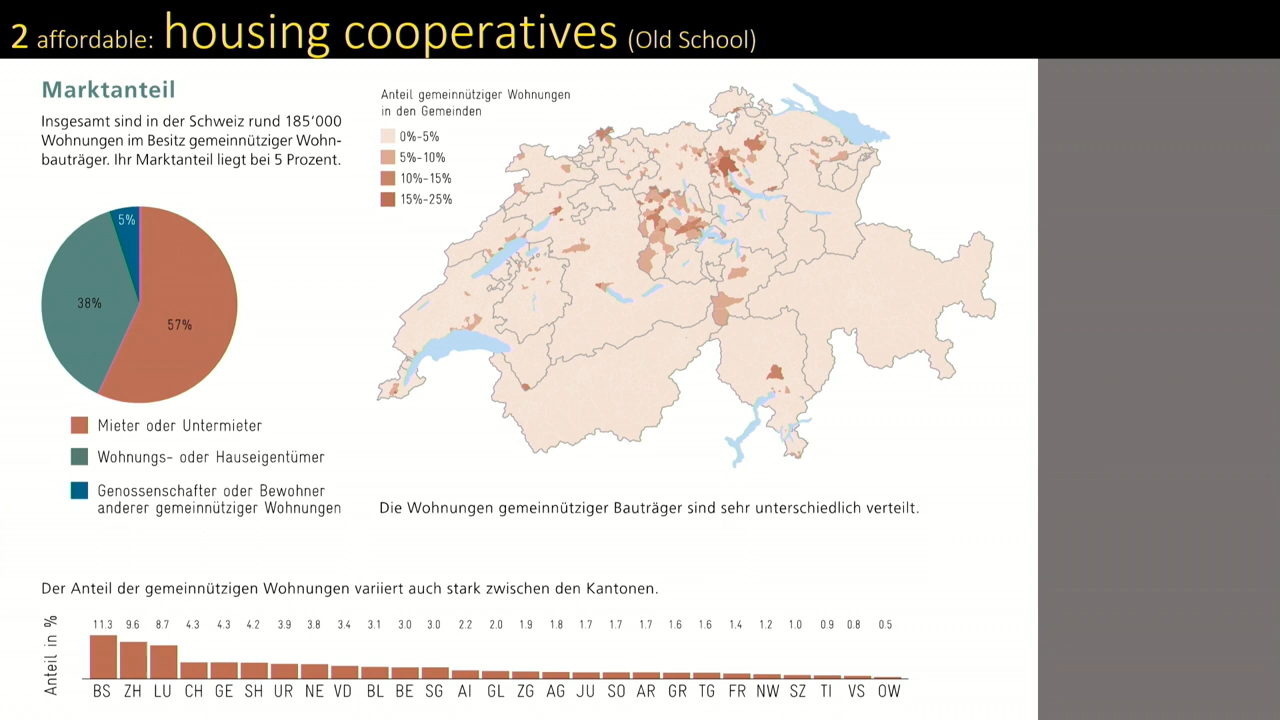 2 affordable: housing cooperatives (Old School)
Marktanteil
Insgesamt sind in der Schweiz rund 185'000
Wohnungen im Besitz gemeinnütziger Wohn-
bauträger. Ihr Marktanteil liegt bei 5 Prozent.
5%
38%
57%
Mieter oder Untermieter
Wohnungs- oder Hauseigentümer
Genossenschafter oder Bewohner
anderer gemeinnütziger Wohnungen
Anteil gemeinnütziger Wohnungen
in den Gemeinden
0%-5%
5%-10%
10%-15%
15%-25%
Die Wohnungen gemeinnütziger Bauträger sind sehr unterschiedlich verteilt.
Der Anteil der gemeinnützigen Wohnungen variiert auch stark zwischen den Kantonen.
Anteil in %
11.3 9.6 8.7 4.3 4.3 4.2 3.9 3.8 3.4 3.1 3.0 3.0 2.2 2.0 1.9 1.8 1.7 1.7 1.7 1.6 1.6 1.4 1.2 1.0 0.9 0.8 0.5
BS ZH LU CH GE SH UR NE VD BL BE SG AI GL ZG AG JU SO AR GR TG FR NW SZ TI VS OW